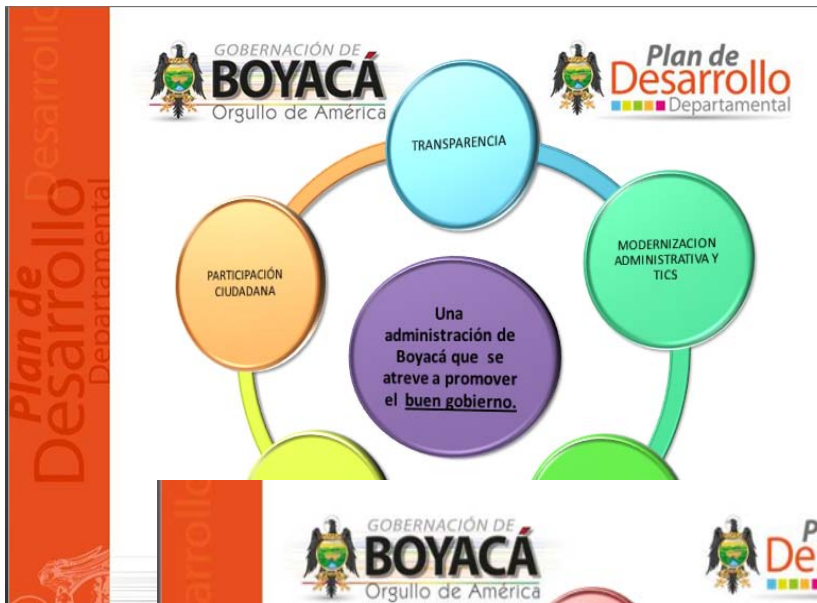 GOBERNACIÓN DE
BOYACÁ
Orgullo de América
Plan de
Desarrollo
Departamental
TRANSPARENCIA
MODERNIZACION
ADMINISTRATIVA Y
TICS
PARTICIPACIÓN
CIUDADANA
Una
administración de
Boyacá que se
atreve a promover
el buen gobierno.
Plan de
Desarrollo
Departamental
Desarrollo
GOBERNACIÓN DE
BOYACÁ
Orgullo de América